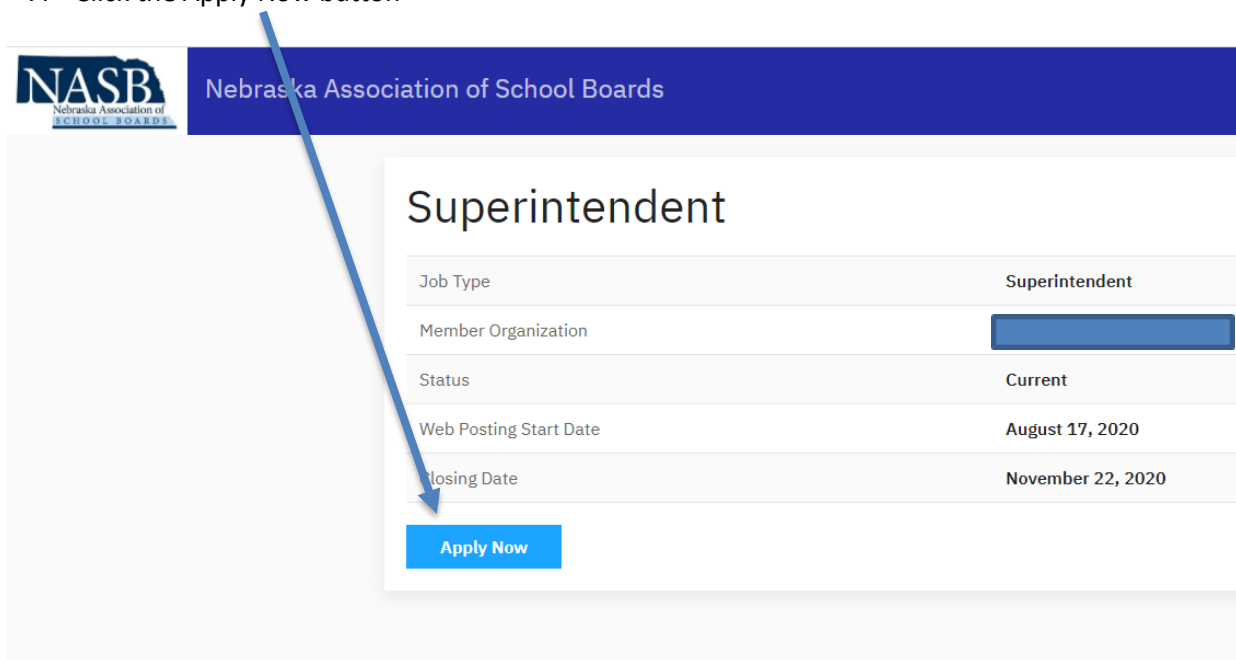 Click the Apply Now button
NASB
Nebraska Association of
SCHOOL BOARDS
Nebraska Association of School Boards
Superintendent
Job Type Superintendent
Member Organization
Status Current
Web Posting Start Date August 17, 2020
Closing Date November 22, 2020
Apply Now